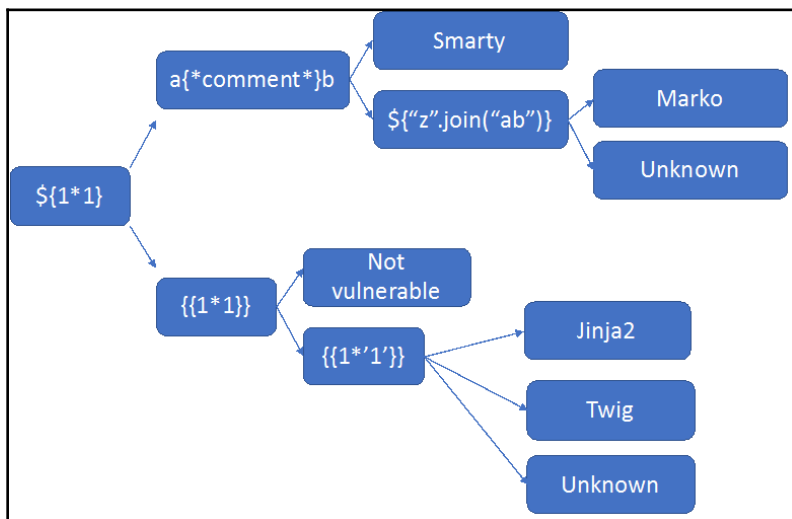 Smarty
a{*comment*}b
Marko
${“z”.join(“ab”)}
Unknown
${1*1}
Not
vulnerable
{{1*1}}
Jinja2
{{1*’1’}}
Twig
Unknown